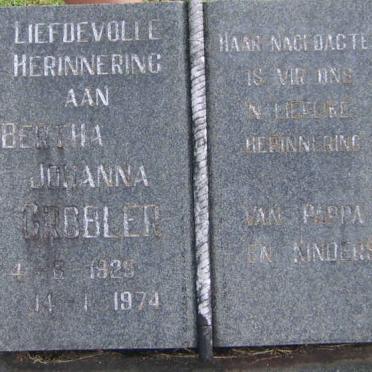 LIEFDEVOLLE
HERINNERING
AAN
BERTHA
JOHANNA
GROBLER
4 - 6 - 1929
14 - 1 - 1974
HAAR NAGEDAGTE
IS VIR ONS
'N LIEFLIKE
HERINNERING
VAN PAPPA
EN KINDERS